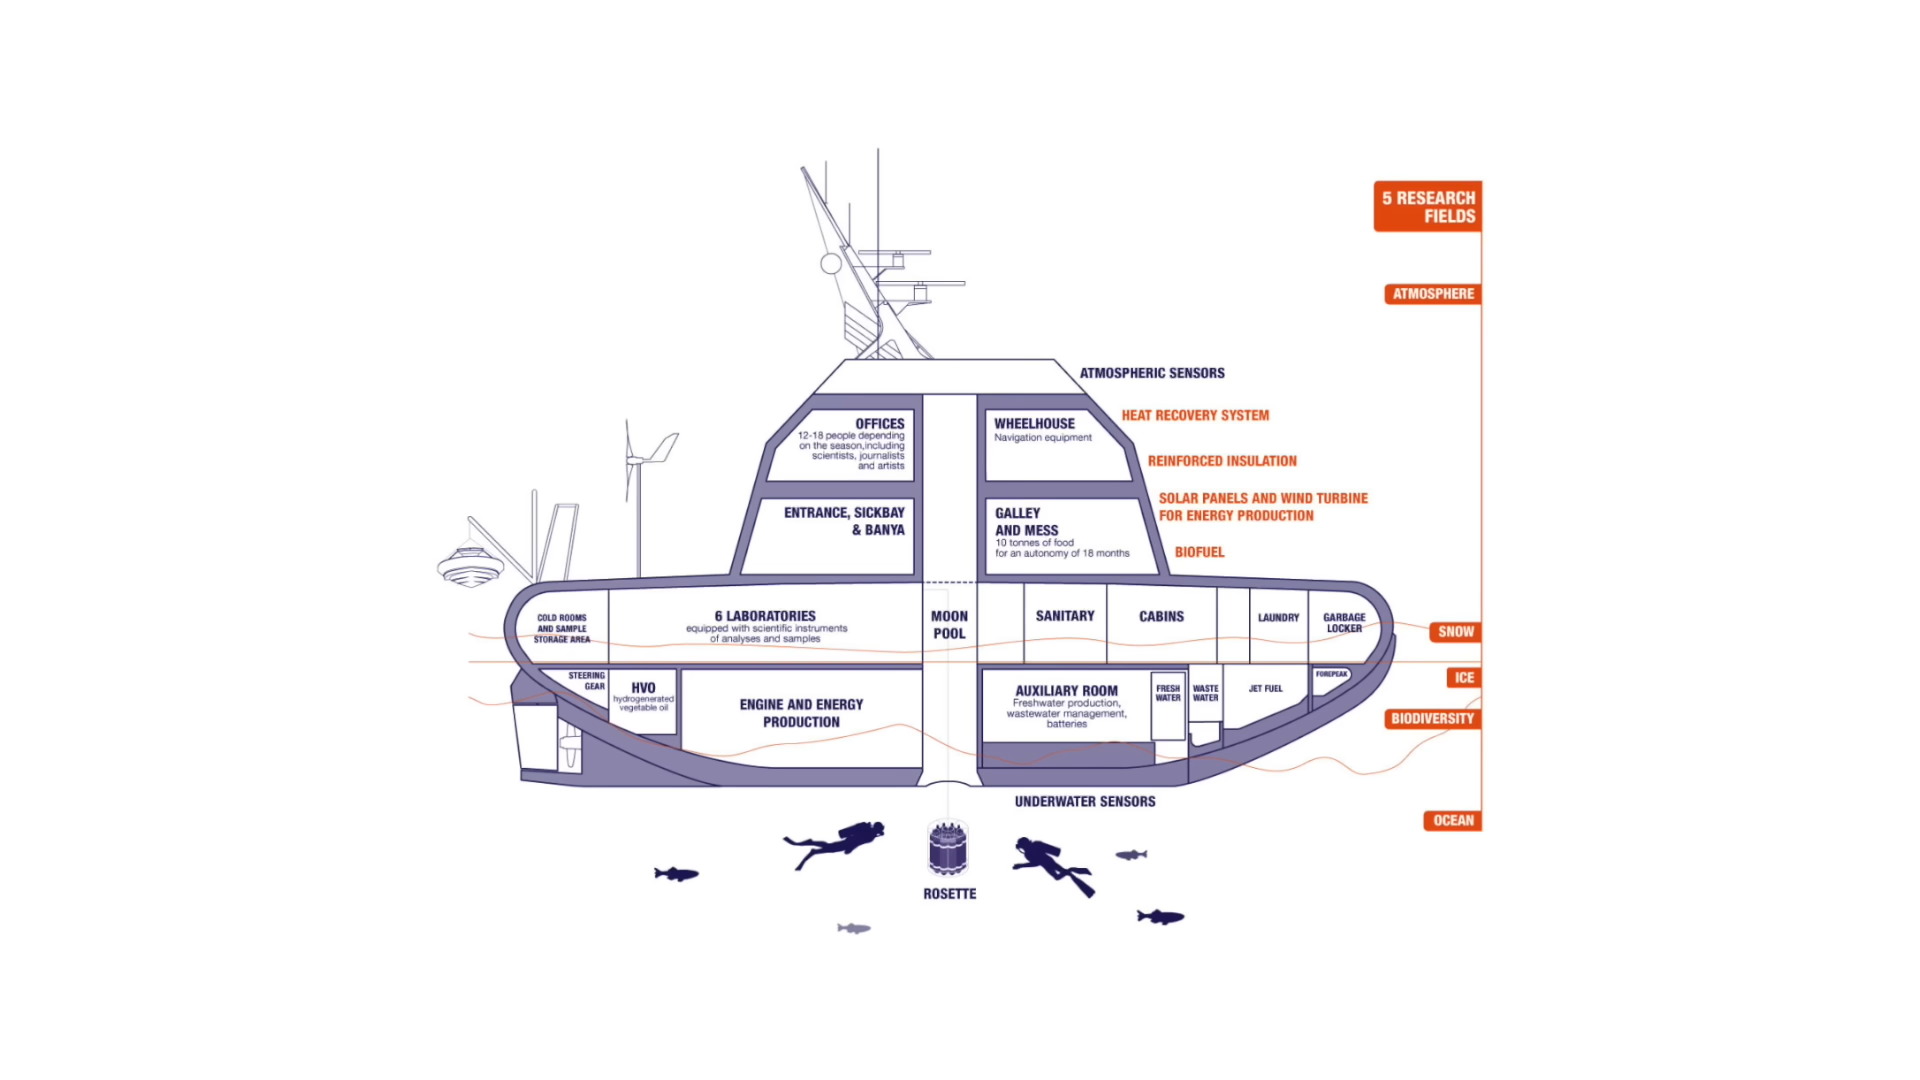 5 RESEARCH
FIELDS
ATMOSPHERE
ATMOSPHERIC SENSORS
HEAT RECOVERY SYSTEM
OFFICES
12-18 people depending
on the season,including
scientists, journalists
and artists
WHEELHOUSE
Navigation equipment
REINFORCED INSULATION
SOLAR PANELS AND WIND TURBINE
FOR ENERGY PRODUCTION
ENTRANCE, SICKBAY
& BANYA
GALLEY
AND MESS
10 tonnes of food
for an autonomy of 18 months
BIOFUEL
COLD ROOMS
AND SAMPLE
STORAGE AREA
6 LABORATORIES
equipped with scientific instruments
of analyses and samples
MOON
POOL
SANITARY
CABINS
LAUNDRY
GARBAGE
LOCKER
SNOW
STEERING
GEAR
HVO
hydrogenerated
vegetable oil
ENGINE AND ENERGY
PRODUCTION
AUXILIARY ROOM
Freshwater production,
wastewater management,
batteries
FRESH
WATER
WASTE
WATER
JET FUEL
FOREPEAK
ICE
BIODIVERSITY
UNDERWATER SENSORS
OCEAN
ROSETTE